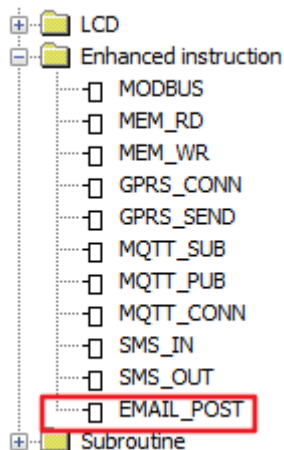 LCD
Enhanced instruction
MODBUS
MEM_RD
MEM_WR
GPRS_CONN
GPRS_SEND
MQTT_SUB
MQTT_PUB
MQTT_CONN
SMS_IN
SMS_OUT
EMAIL_POST
Subroutine